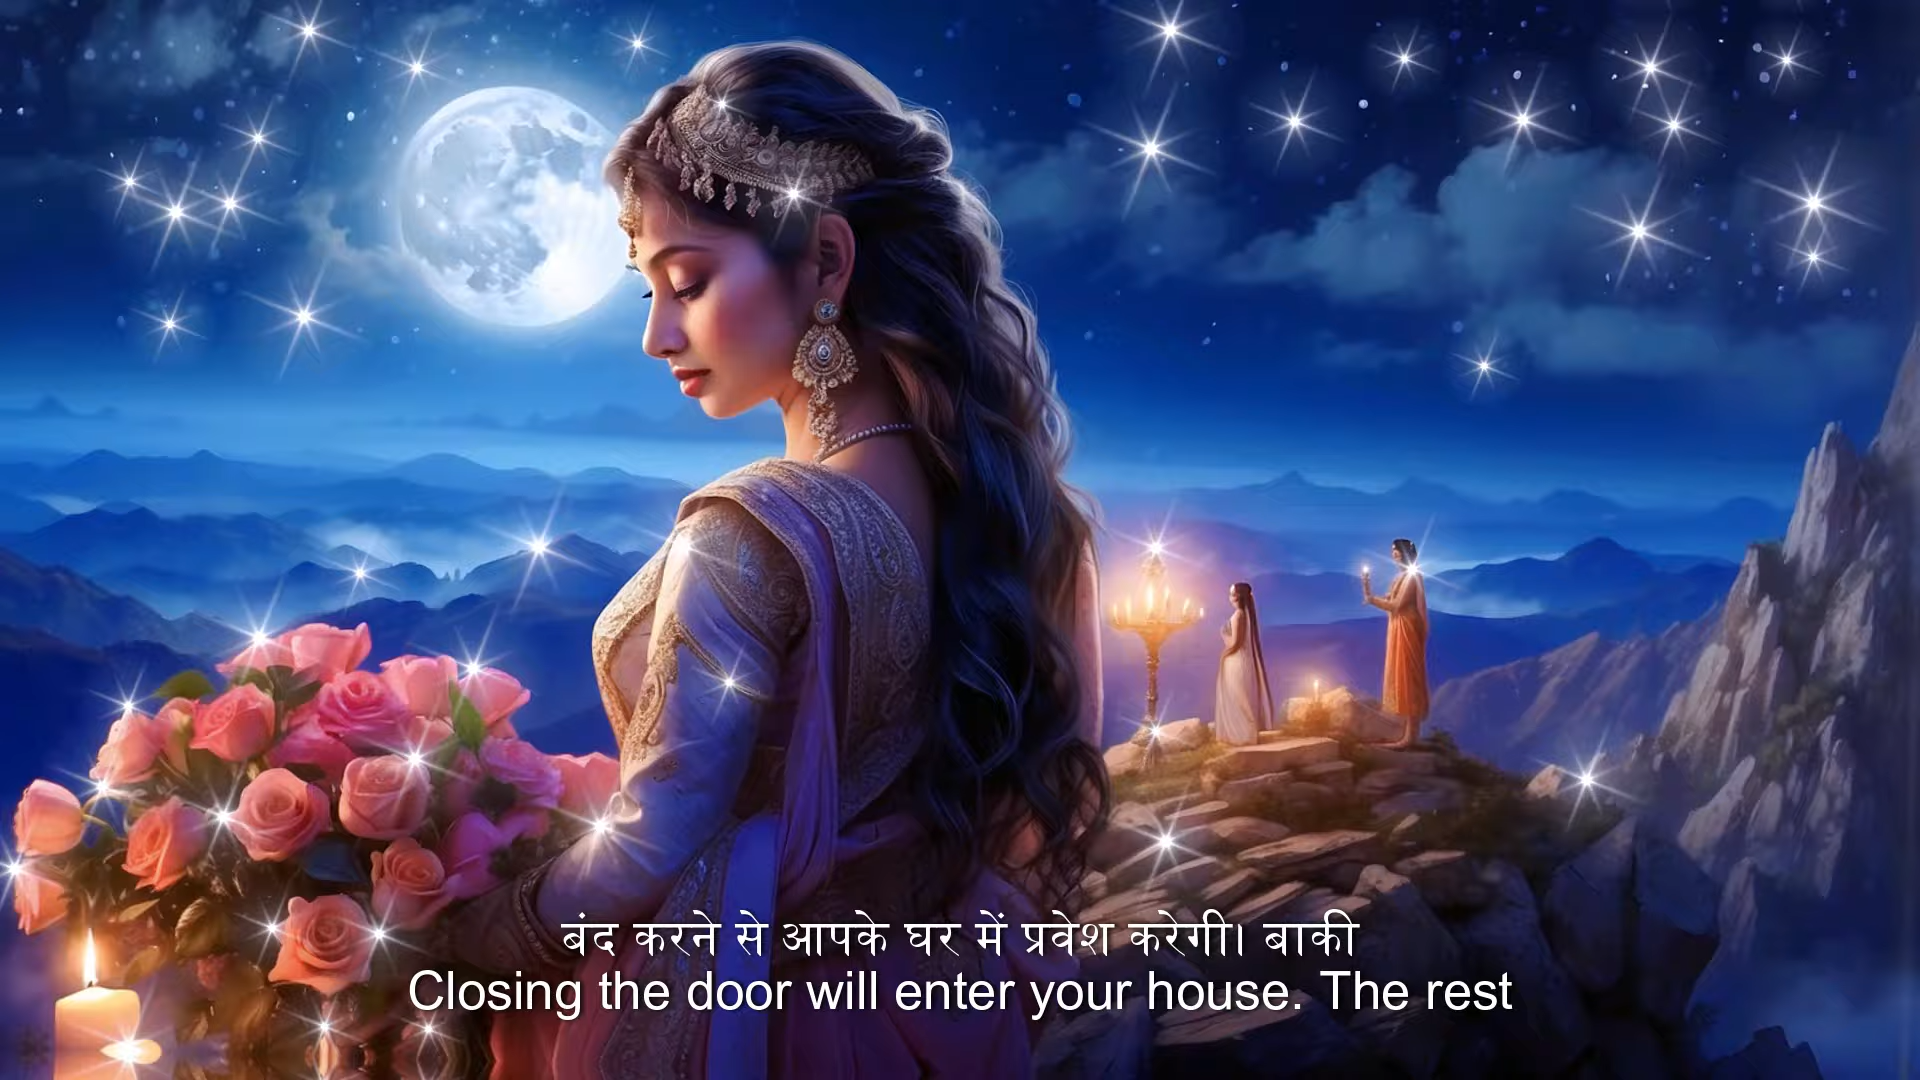 बंद करने से आपके घर में प्रवेश करेगी। बाकी
Closing the door will enter your house. The rest